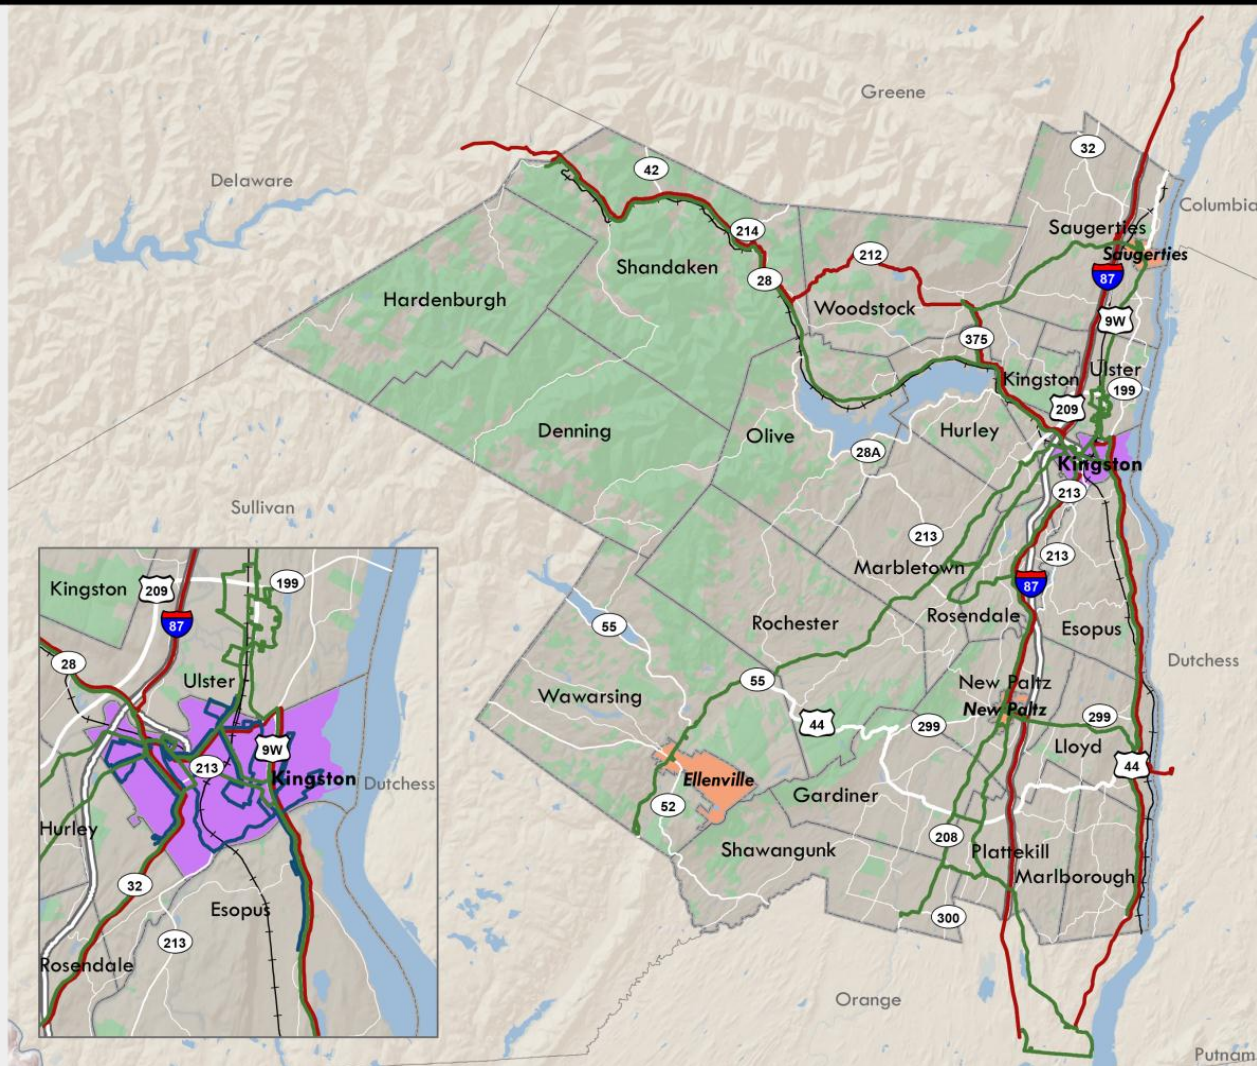 Greene
32
42
Delaware
Columbia
Saugerties
214
Saugerties
212
Shandaken
28
87
Hardenburgh
Woodstock
9W
375
Ulster
Kingston
199
209
Denning
Olive
Hurley
28A
Kingston
213
Sullivan
213
213
Marbletown
87
Rosendale
55
Rochester
Esopus
Dutchess
55
New Paltz
Wawarsing
New Paltz
44
299
299
Lloyd
44
Ellenville
Gardiner
52
208
Shawangunk
Plattekill
Marlborough
300
Orange
Putnam
Kingston
209
199
87
28
Ulster
9W
213
Kingston
Dutchess
Hurley
32
Esopus
213
Rosendale